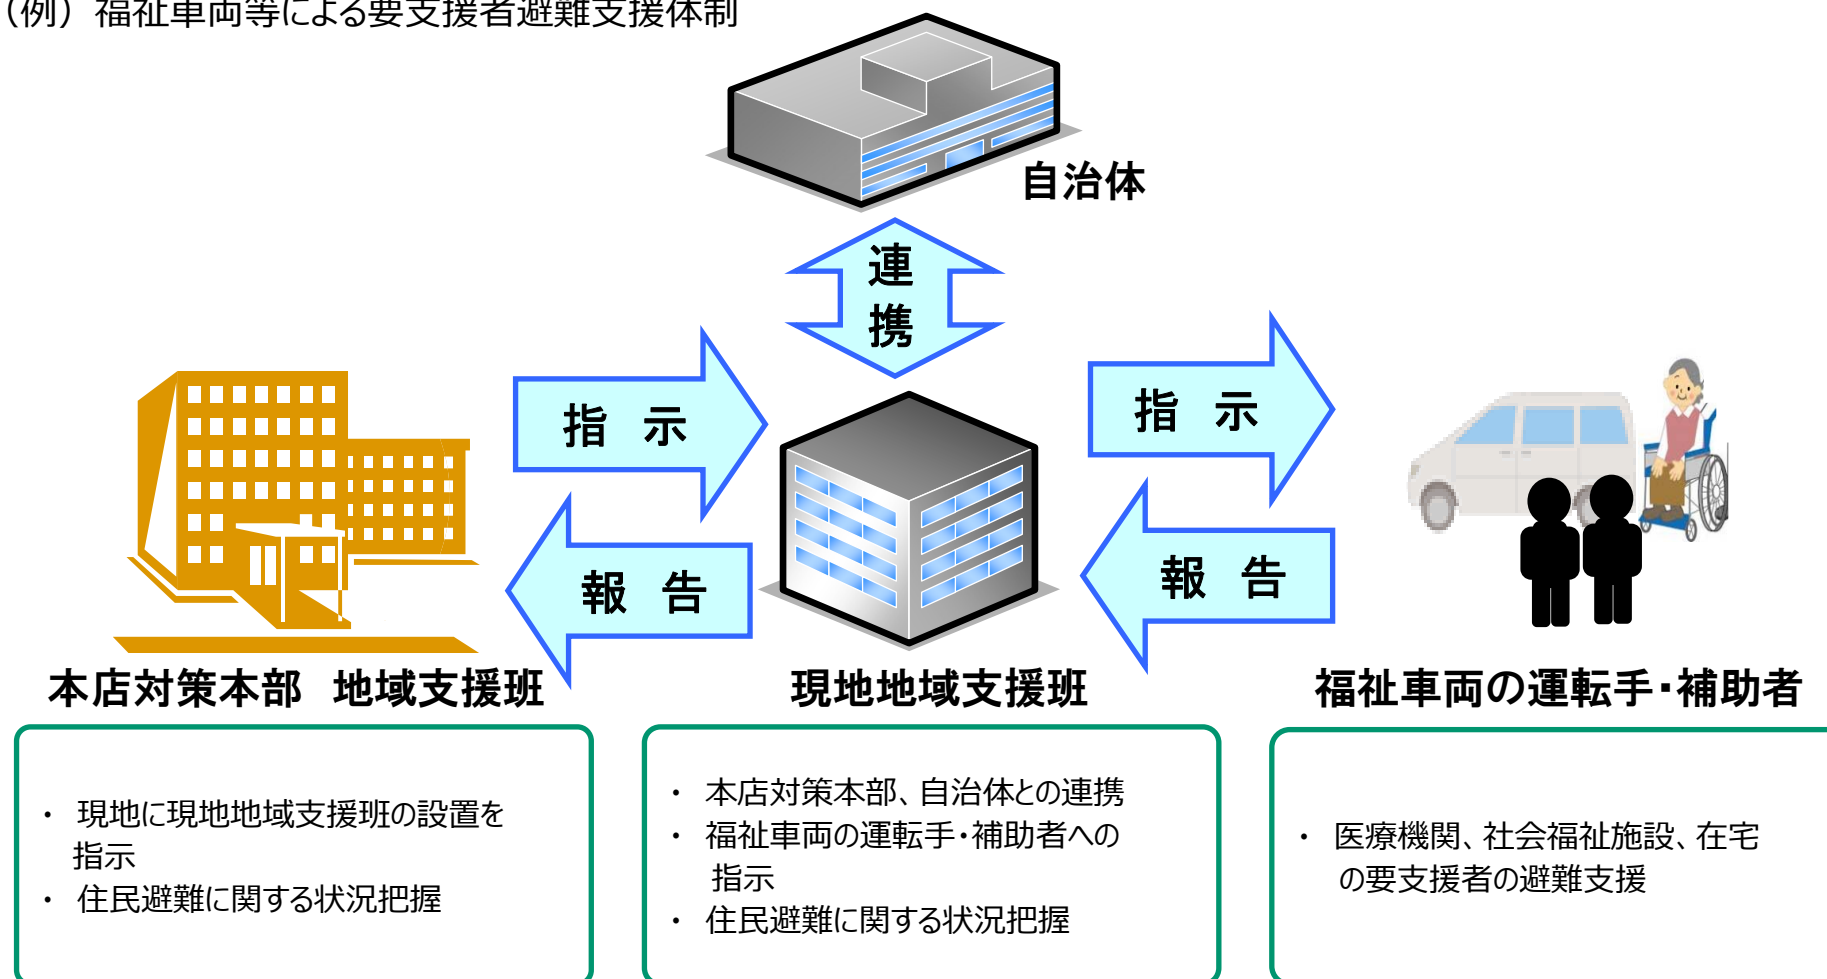 （例）福祉車両等による要支援者避難支援体制
自治体
連
携
指 示
指 示
報 告
報 告
本店対策本部 地域支援班
現地地域支援班
福祉車両の運転手・補助者
・ 現地に現地地域支援班の設置を
指示
・ 住民避難に関する状況把握
・ 本店対策本部、自治体との連携
・ 福祉車両の運転手・補助者への
指示
・ 住民避難に関する状況把握
・ 医療機関、社会福祉施設、在宅
の要支援者の避難支援